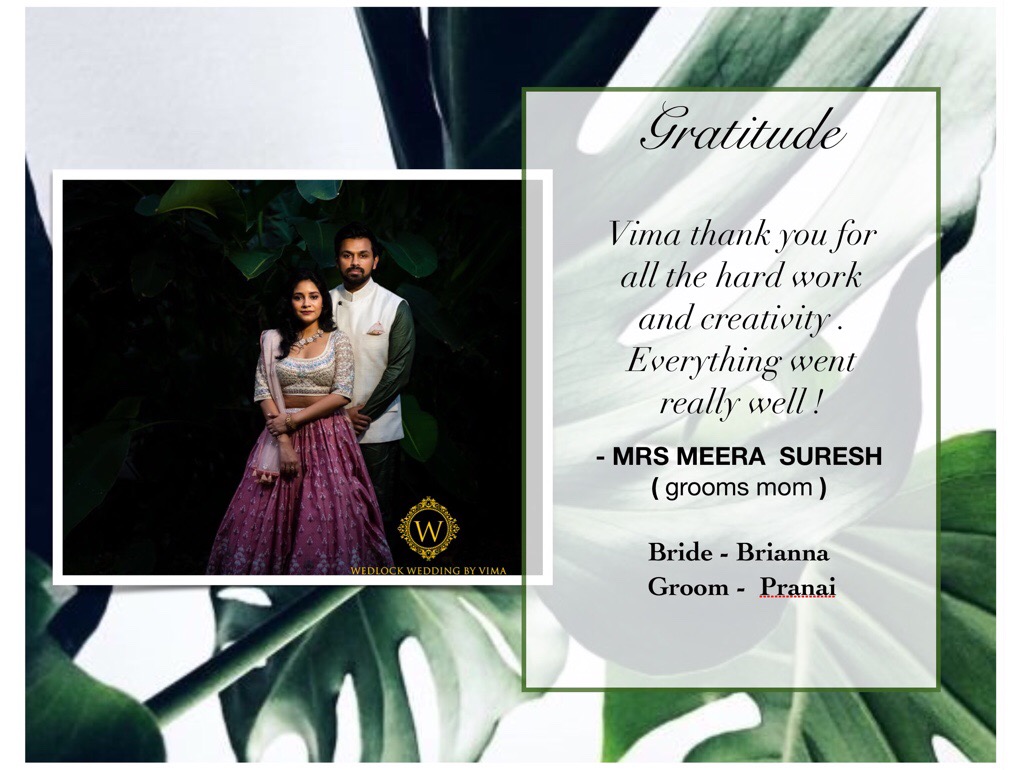 Gratitude
Vima thank you for
all the hard work
and creativity .
Everything went
really well !
- MRS MEERA  SURESH
( grooms mom )
Bride - Brianna
Groom -  Pranai
W
WEDLOCK WEDDING BY VIMA